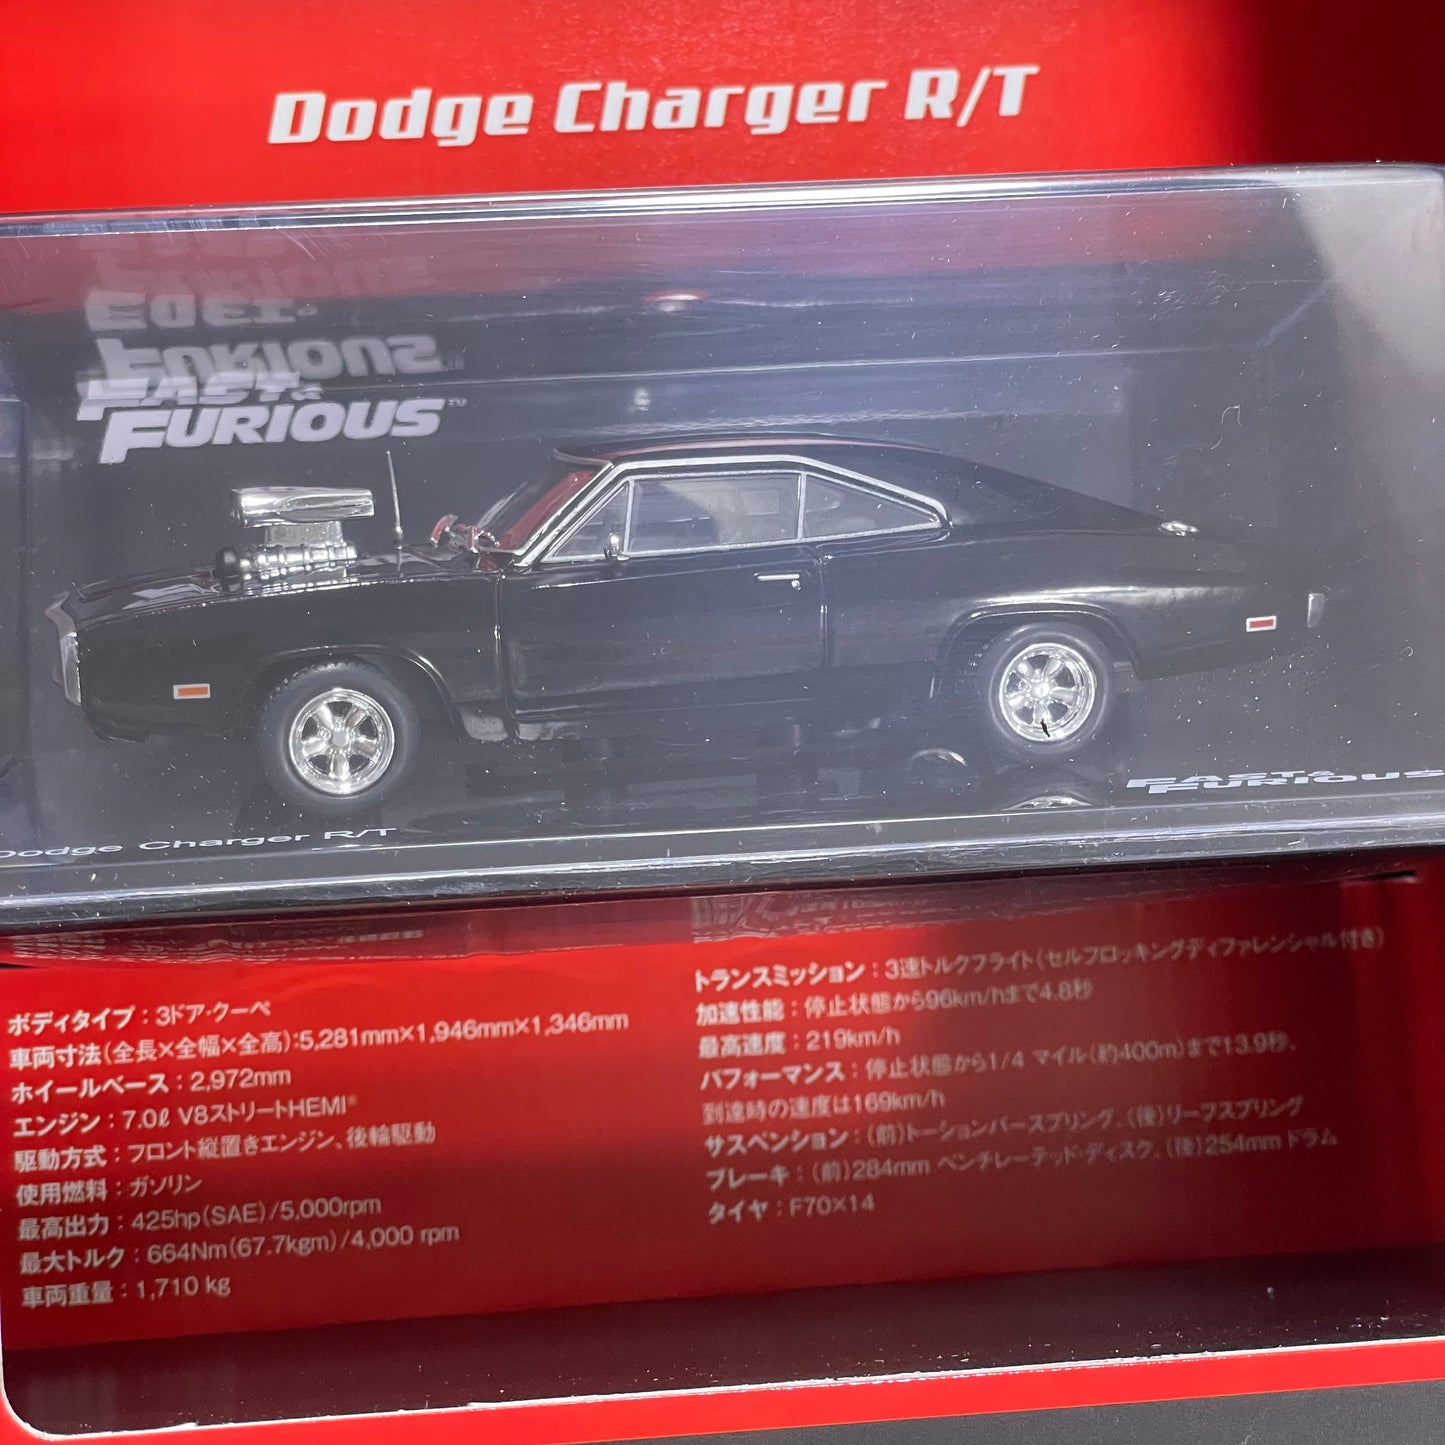 Dodge Charger R/T
FAST &
FURIOUS™
FAST &
FURIOUS
Dodge Charger R/T
ボディタイプ：3ドア・クーペ
車両寸法(全長×全幅×全高)：5,281mm×1,946mm×1,346mm
ホイールベース：2,972mm
エンジン：7.0ℓ V8ストリートHEMI®
駆動方式：フロント縦置きエンジン、後輪駆動
使用燃料：ガソリン
最高出力：425hp(SAE)/5,000rpm
最大トルク：664Nm(67.7kgm)/4,000 rpm
車両重量：1,710 kg
トランスミッション：3速トルクフライト(セルフロッキングディファレンシャル付き)
加速性能：停止状態から96km/hまで4.8秒
最高速度：219km/h
パフォーマンス：停止状態から1/4 マイル(約400m)まで13.9秒、
到達時の速度は169km/h
サスペンション：(前)トーションバースプリング、(後)リーフスプリング
ブレーキ：(前)284mm ベンチレーテッド・ディスク、(後)254mm ドラム
タイヤ：F70×14